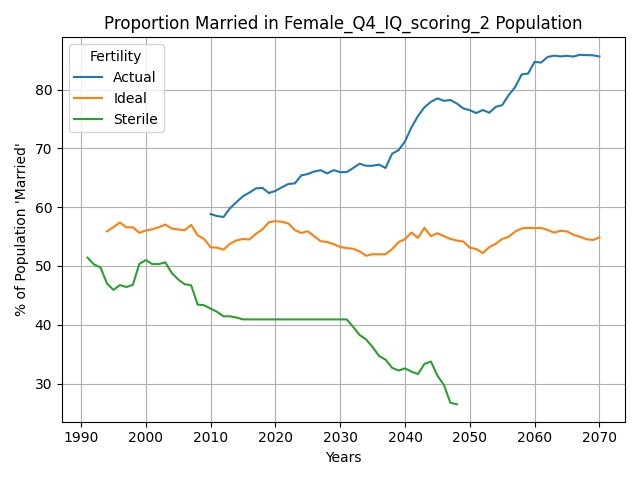 Proportion Married in Female_Q4_IQ_scoring_2 Population
Fertility
Actual
Ideal
Sterile
% of Population 'Married'
80
70
60
50
40
30
1990 2000 2010 2020 2030 2040 2050 2060 2070
Years